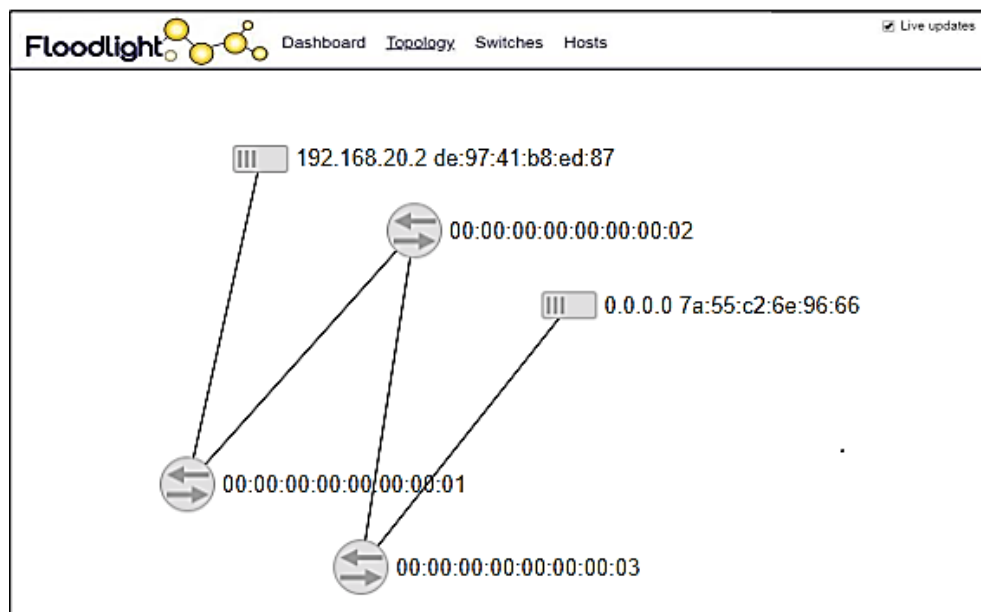 Floodlight Dashboard Topology Switches Hosts Live updates
192.168.20.2 de:97:41:b8:ed:87
00:00:00:00:00:00:00:02
0.0.0.0 7a:55:c2:6e:96:66
00:00:00:00:00:00:00:01
00:00:00:00:00:00:00:03